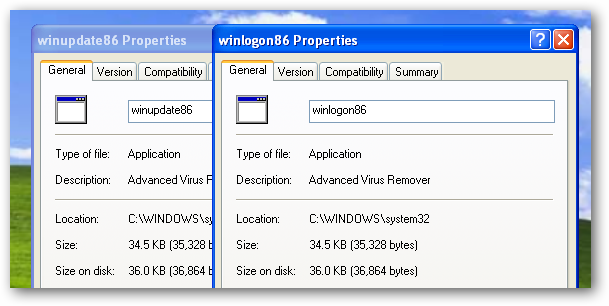 winupdate86 Properties
General Version Compatibility
winupdate86
Type of file: Application
Description: Advanced Virus
Location: C:\WINDOWS\sy
Size: 34.5 KB (35,328 bytes)
Size on disk: 36.0 KB (36,864 bytes)
winlogon86 Properties
General Version Compatibility Summary
winlogon86
Type of file: Application
Description: Advanced Virus Remover
Location: C:\WINDOWS\system32
Size: 34.5 KB (35,328 bytes)
Size on disk: 36.0 KB (36,864 bytes)